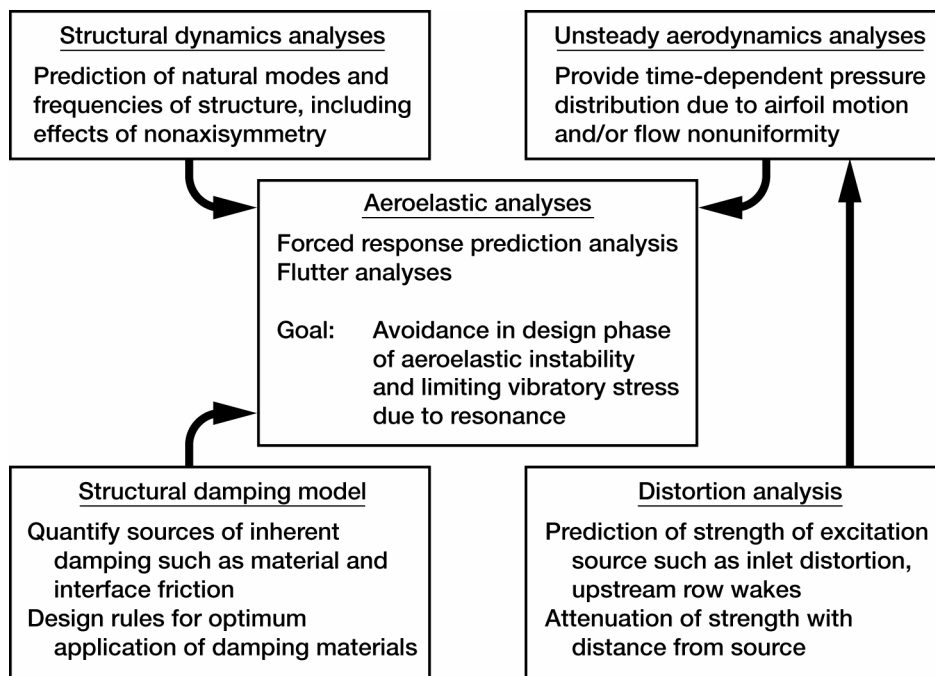 Structural dynamics analyses
Prediction of natural modes and
frequencies of structure, including
effects of nonaxisymmetry
Unsteady aerodynamics analyses
Provide time-dependent pressure
distribution due to airfoil motion
and/or flow nonuniformity
Aeroelastic analyses
Forced response prediction analysis
Flutter analyses
Goal: Avoidance in design phase
of aeroelastic instability
and limiting vibratory stress
due to resonance
Structural damping model
Quantify sources of inherent
damping such as material and
interface friction
Design rules for optimum
application of damping materials
Distortion analysis
Prediction of strength of excitation
source such as inlet distortion,
upstream row wakes
Attenuation of strength with
distance from source